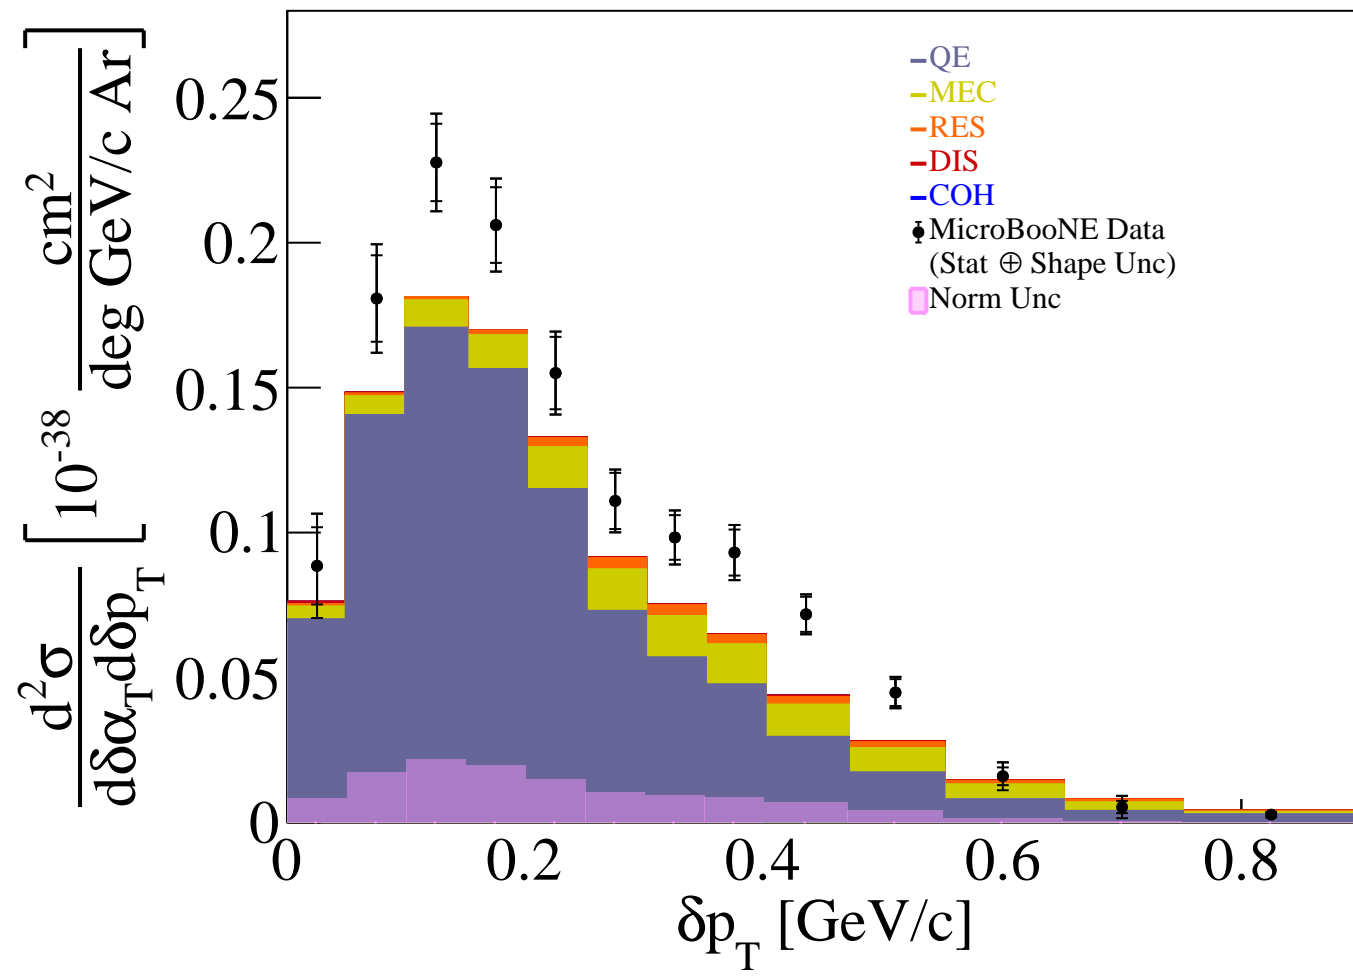 d²σ/dδα_T dδp_T [10⁻³⁸ cm²/deg GeV/c Ar]
0.25
0.2
0.15
0.1
0.05
0
QE
MEC
RES
DIS
COH
MicroBooNE Data
(Stat ⊕ Shape Unc)
Norm Unc
0 0.2 0.4 0.6 0.8
δp_T [GeV/c]